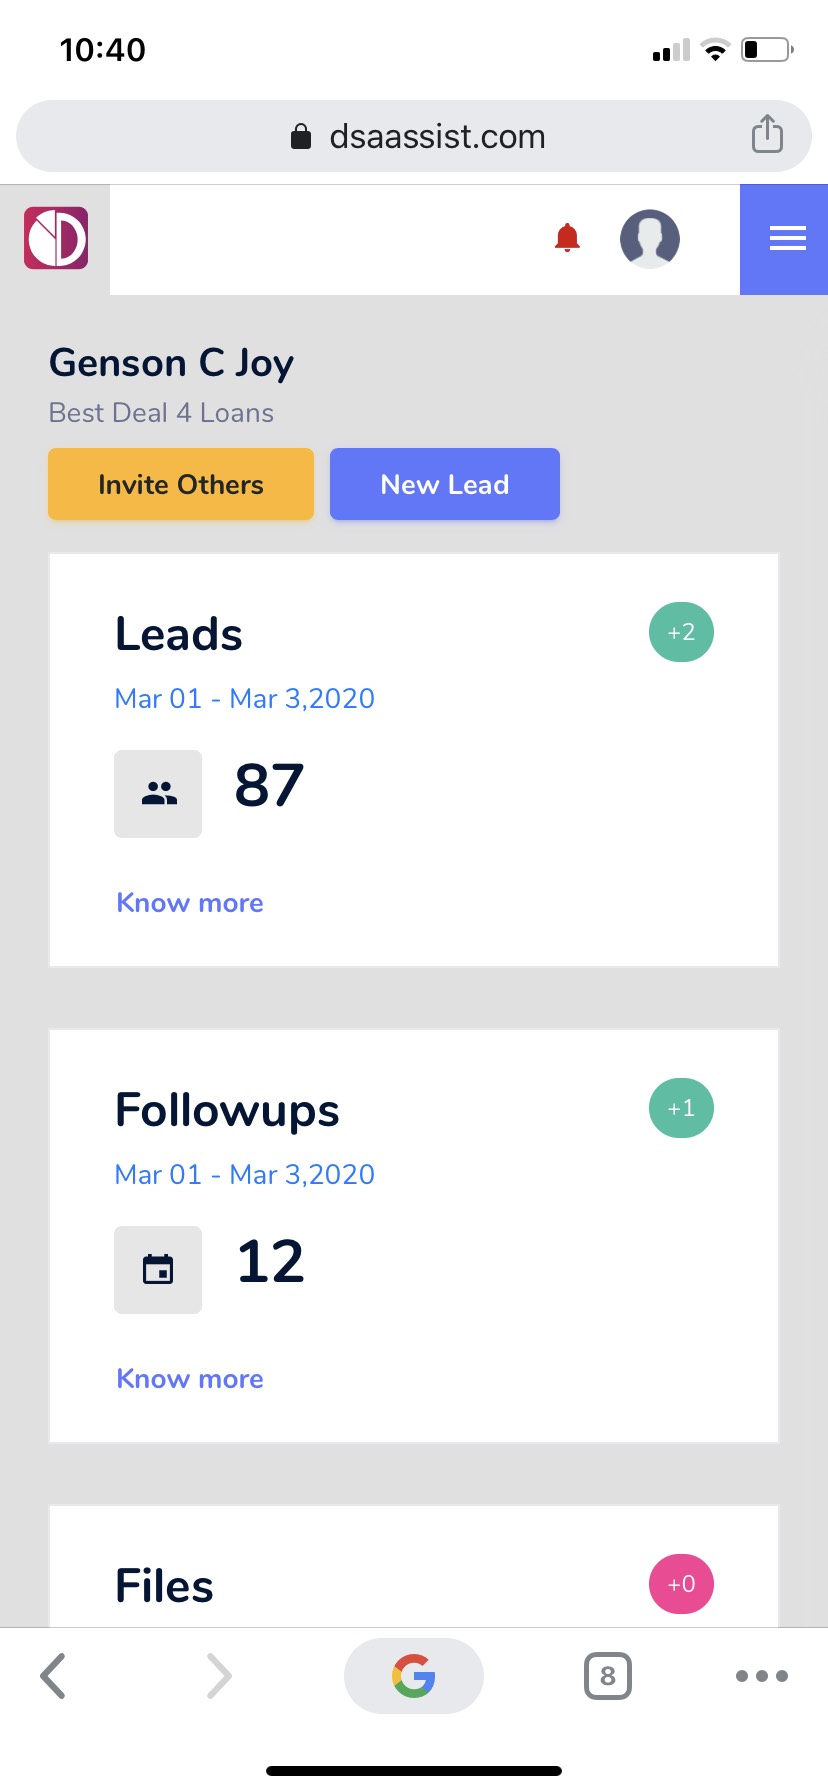 10:40
dsaassist.com
Genson C Joy
Best Deal 4 Loans
Invite Others
New Lead
Leads
+2
Mar 01 - Mar 3,2020
87
Know more
Followups
+1
Mar 01 - Mar 3,2020
12
Know more
Files
+0
8